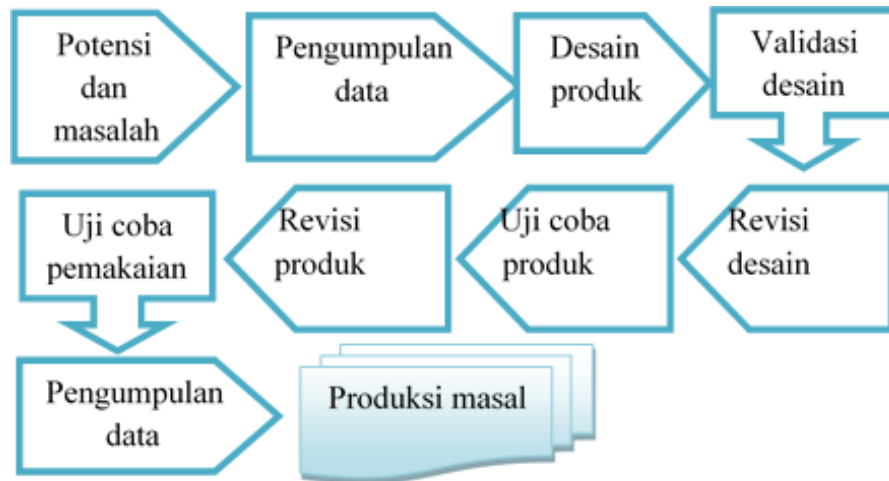 Potensi
dan
masalah
Pengumpulan
data
Desain
produk
Validasi
desain
Revisi
desain
Uji coba
produk
Revisi
produk
Uji coba
pemakaian
Pengumpulan
data
Produksi masal